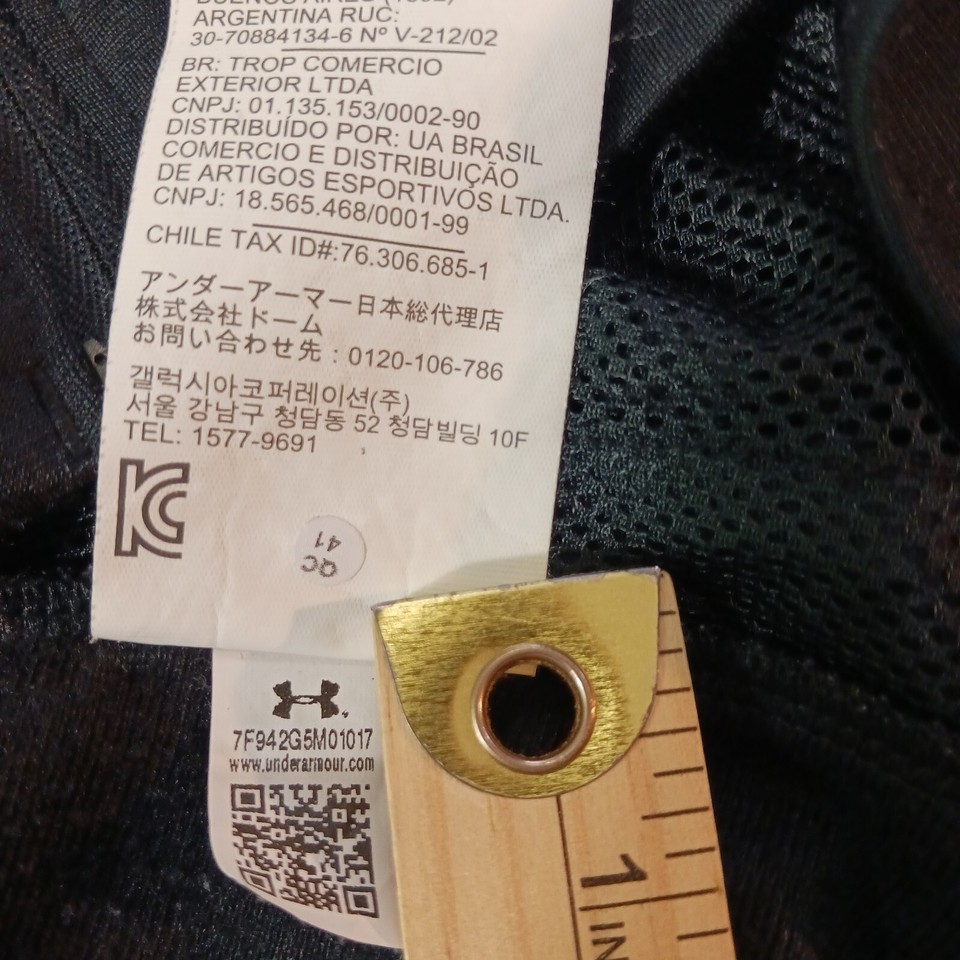 ARGENTINA RUC:
30-70884134-6 Nº V-212/02
BR: TROP COMERCIO
EXTERIOR LTDA
CNPJ: 01.135.153/0002-90
DISTRIBUÍDO POR: UA BRASIL
COMERCIO E DISTRIBUIÇÃO
DE ARTIGOS ESPORTIVOS LTDA.
CNPJ: 18.565.468/0001-99
CHILE TAX ID#:76.306.685-1
アンダーアーマー日本総代理店
株式会社ドーム
お問い合わせ先 : 0120-106-786
갤럭시아코퍼레이션(주)
서울 강남구 청담동 52 청담빌딩 10F
TEL: 1577-9691
KC
QC
41
7F942G5M01017
www.underarmour.com
1
IN